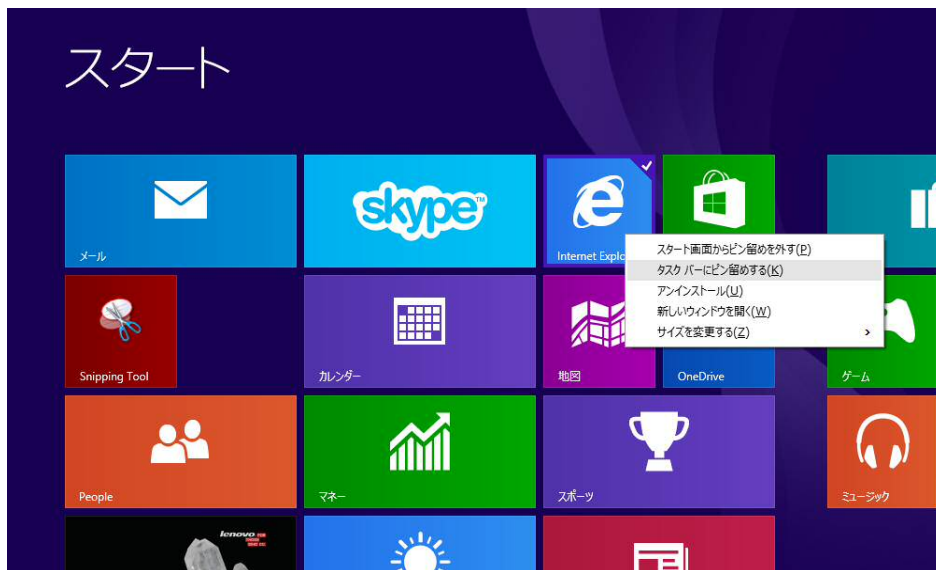 スタート
メール
skype™
Internet Explo
スタート画面からピン留めを外す(P)
タスク バーにピン留めする(K)
アンインストール(U)
新しいウィンドウを開く(W)
サイズを変更する(Z)
Snipping Tool
カレンダー
地図
OneDrive
ゲーム
People
マネー
スポーツ
ミュージック
lenovo